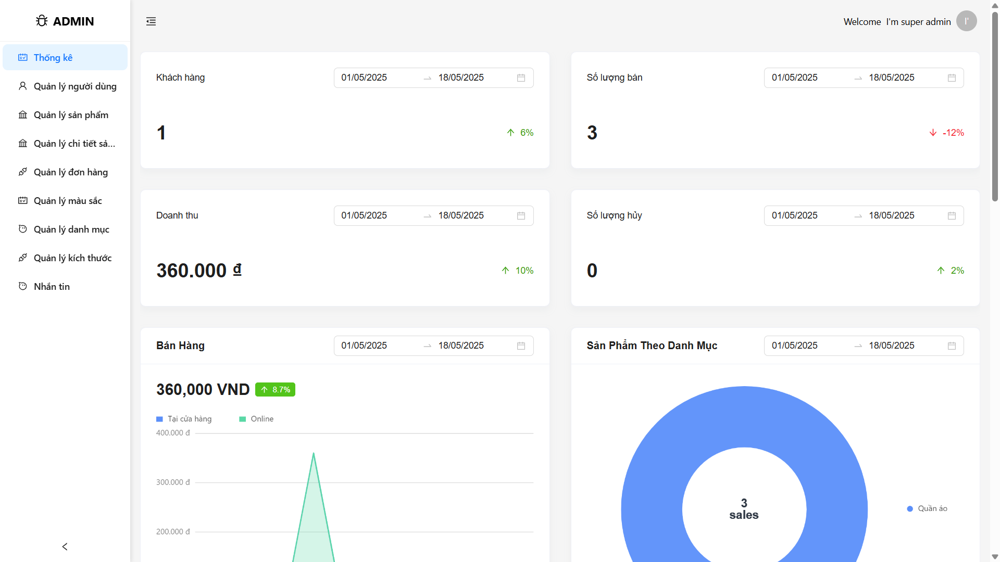 ADMIN
Welcome I'm super admin
I'
Thống kê
Quản lý người dùng
Quản lý sản phẩm
Quản lý chi tiết sả...
Quản lý đơn hàng
Quản lý màu sắc
Quản lý danh mục
Quản lý kích thước
Nhắn tin
Khách hàng
01/05/2025 18/05/2025
1
6%
Số lượng bán
01/05/2025 18/05/2025
3
-12%
Doanh thu
01/05/2025 18/05/2025
360.000 ₫
10%
Số lượng hủy
01/05/2025 18/05/2025
0
2%
Bán Hàng
01/05/2025 18/05/2025
360,000 VND
8.7%
Tại cửa hàng
Online
400.000 đ
300.000 đ
200.000 đ
Sản Phẩm Theo Danh Mục
01/05/2025 18/05/2025
3
sales
Quần áo